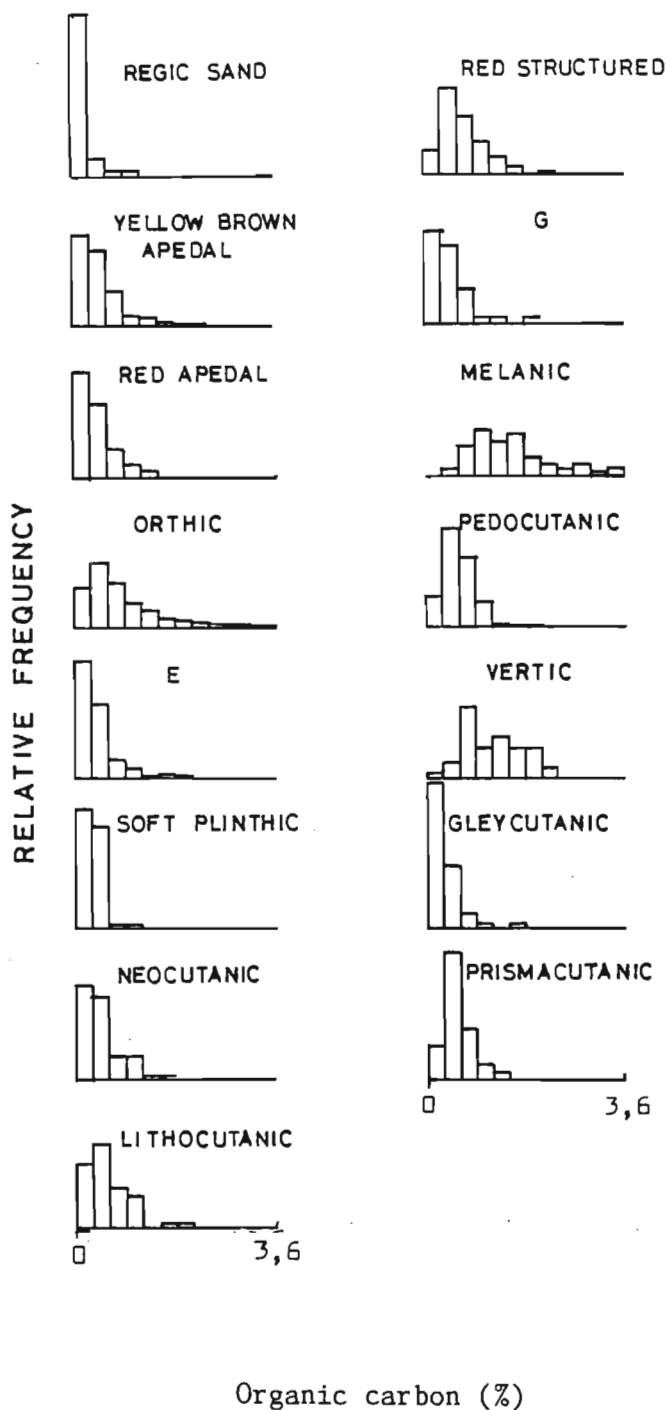 RELATIVE FREQUENCY
REGIC SAND
YELLOW BROWN
APEDAL
RED APEDAL
ORTHIC
E
SOFT PLINTHIC
NEOCUTANIC
LITHOCUTANIC
0
3,6
RED STRUCTURED
G
MELANIC
PEDOCUTANIC
VERTIC
GLEYCUTANIC
PRISMACUTANIC
0
3,6
Organic carbon (%)